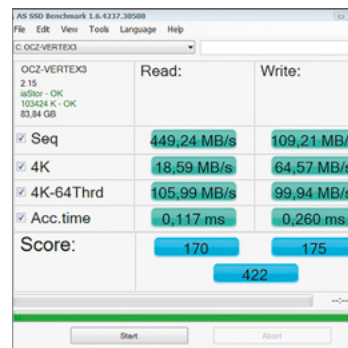 AS SSD Benchmark 1.6.4237.30508
File Edit View Tools Language Help
C: OCZ-VERTEX3
OCZ-VERTEX3
2.15
iaStor - OK
103424 K - OK
83,84 GB
Read: Write:
Seq 449,24 MB/s 109,21 MB/s
4K 18,59 MB/s 64,57 MB/s
4K-64Thrd 105,99 MB/s 99,94 MB/s
Acc.time 0,117 ms 0,260 ms
Score: 170 175
422
--:--
Start Abort